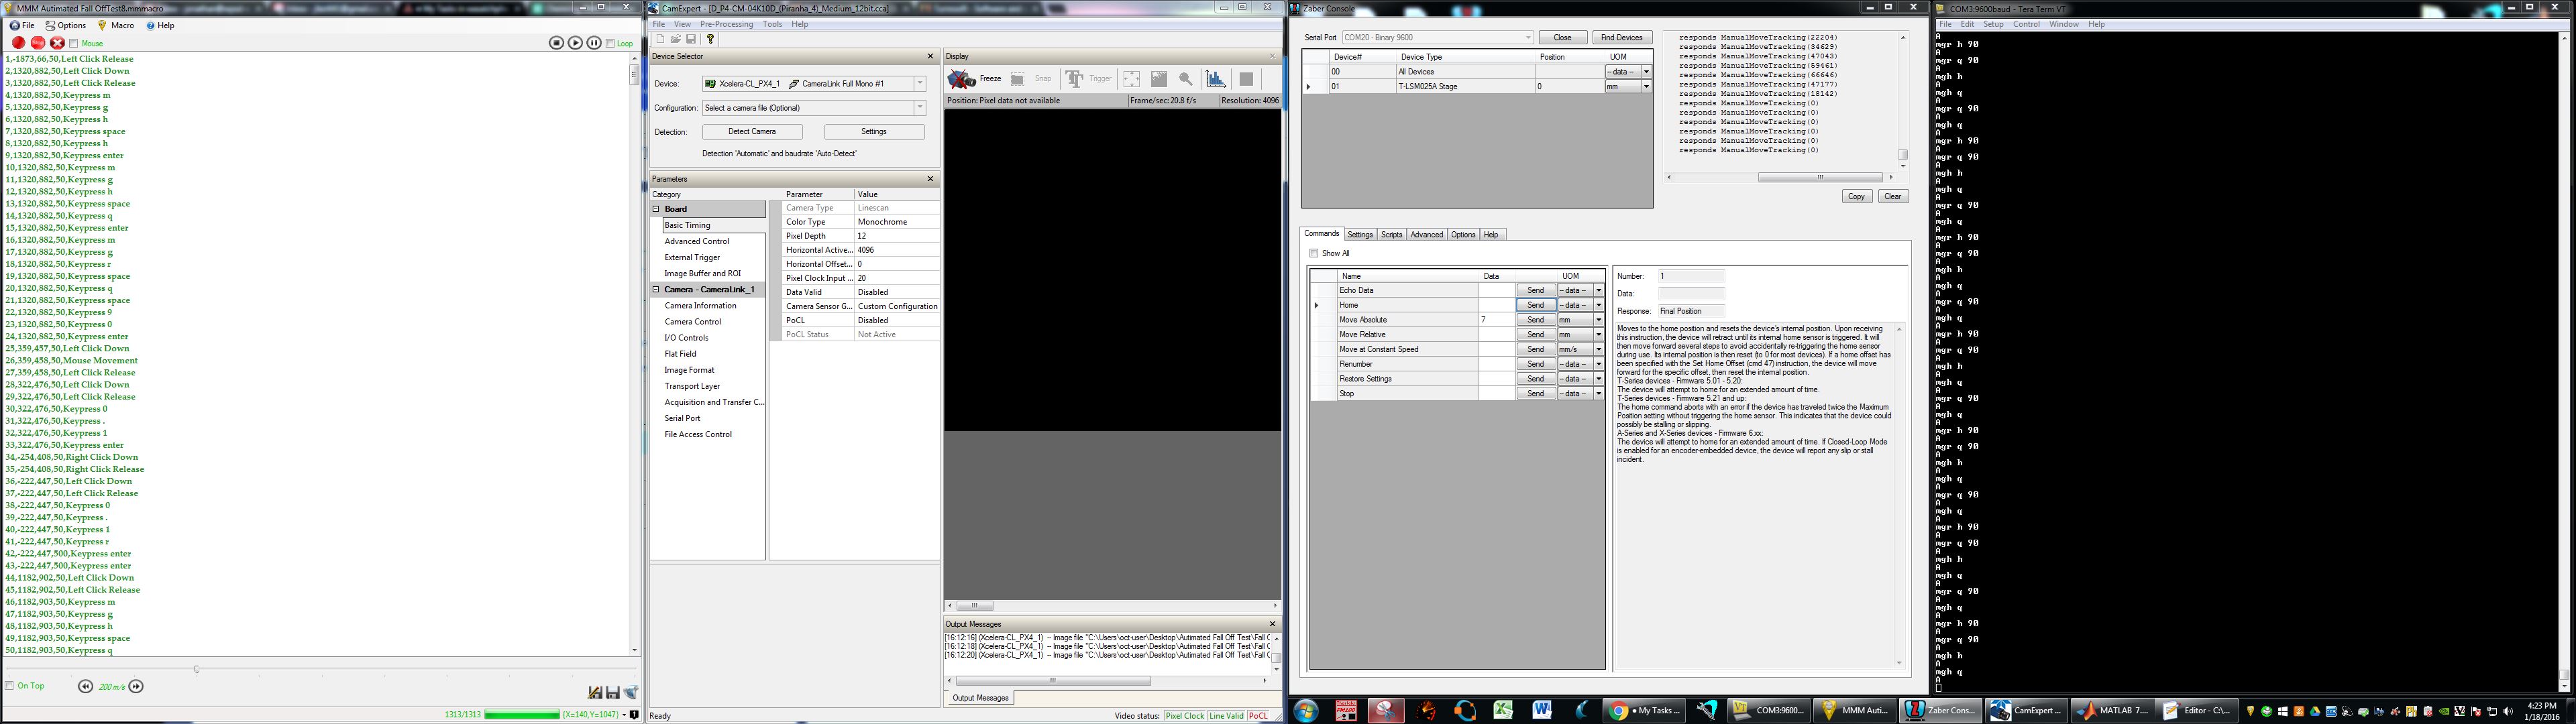 MMM Autimated Fall OffTest8.mmmacro
File Options Macro Help
Mouse
Loop
1,-1873,66,50,Left Click Release
2,1320,882,50,Left Click Down
3,1320,882,50,Left Click Release
4,1320,882,50,Keypress m
5,1320,882,50,Keypress g
6,1320,882,50,Keypress h
7,1320,882,50,Keypress space
8,1320,882,50,Keypress h
9,1320,882,50,Keypress enter
10,1320,882,50,Keypress m
11,1320,882,50,Keypress g
12,1320,882,50,Keypress h
13,1320,882,50,Keypress space
14,1320,882,50,Keypress q
15,1320,882,50,Keypress enter
16,1320,882,50,Keypress m
17,1320,882,50,Keypress g
18,1320,882,50,Keypress r
19,1320,882,50,Keypress space
20,1320,882,50,Keypress q
21,1320,882,50,Keypress space
22,1320,882,50,Keypress 9
23,1320,882,50,Keypress 0
24,1320,882,50,Keypress enter
25,359,457,50,Left Click Down
26,359,458,50,Mouse Movement
27,359,458,50,Left Click Release
28,322,476,50,Left Click Down
29,322,476,50,Left Click Release
30,322,476,50,Keypress 0
31,322,476,50,Keypress .
32,322,476,50,Keypress 1
33,322,476,50,Keypress enter
34,-254,408,50,Right Click Down
35,-254,408,50,Right Click Release
36,-222,447,50,Left Click Down
37,-222,447,50,Left Click Release
38,-222,447,50,Keypress 0
39,-222,447,50,Keypress .
40,-222,447,50,Keypress 1
41,-222,447,50,Keypress r
42,-222,447,500,Keypress enter
43,-222,447,500,Keypress enter
44,1182,902,50,Left Click Down
45,1182,902,50,Left Click Release
46,1182,903,50,Keypress m
47,1182,903,50,Keypress g
48,1182,903,50,Keypress h
49,1182,903,50,Keypress space
50,1182,903,50,Keypress q
On Top
200 m/s
1313/1313 {X=140,Y=1047}
CamExpert - [D_P4-CM-04K10D_(Piranha_4)_Medium_12bit.cca]
File View Pre-Processing Tools Help
Device Selector
Device: Xcelera-CL_PX4_1 CameraLink Full Mono #1
Configuration: Select a camera file (Optional)
Detection: Detect Camera Settings
Detection 'Automatic' and baudrate 'Auto-Detect'
Parameters
Category
Board
Basic Timing
Advanced Control
External Trigger
Image Buffer and ROI
Camera - CameraLink_1
Camera Information
Camera Control
I/O Controls
Flat Field
Image Format
Transport Layer
Acquisition and Transfer C...
Serial Port
File Access Control
Parameter Value
Camera Type Linescan
Color Type Monochrome
Pixel Depth 12
Horizontal Active... 4096
Horizontal Offset... 0
Pixel Clock Input ... 20
Data Valid Disabled
Camera Sensor G... Custom Configuration
PoCL Disabled
PoCL Status Not Active
Display
Freeze Snap Trigger
Position: Pixel data not available Frame/sec: 20.8 f/s Resolution: 4096
Output Messages
[16:12:16] (Xcelera-CL_PX4_1) -- Image file "C:\Users\oct-user\Desktop\Autimated Fall Off Test\Fall C
[16:12:18] (Xcelera-CL_PX4_1) -- Image file "C:\Users\oct-user\Desktop\Autimated Fall Off Test\Fall C
[16:12:20] (Xcelera-CL_PX4_1) -- Image file "C:\Users\oct-user\Desktop\Autimated Fall Off Test\Fall C
Output Messages
Ready Video status: Pixel Clock Line Valid PoCL
Zaber Console
Serial Port COM20 - Binary 9600 Close Find Devices
Device# Device Type Position UOM
00 All Devices -- data --
01 T-LSM025A Stage 0 mm
responds ManualMoveTracking(22204)
responds ManualMoveTracking(34629)
responds ManualMoveTracking(47043)
responds ManualMoveTracking(59461)
responds ManualMoveTracking(66646)
responds ManualMoveTracking(47177)
responds ManualMoveTracking(18142)
responds ManualMoveTracking(0)
responds ManualMoveTracking(0)
responds ManualMoveTracking(0)
responds ManualMoveTracking(0)
responds ManualMoveTracking(0)
responds ManualMoveTracking(0)
Copy Clear
Commands Settings Scripts Advanced Options Help
Show All
Name Data UOM
Echo Data Send -- data --
Home Send -- data --
Move Absolute 7 Send mm
Move Relative Send mm
Move at Constant Speed Send mm/s
Renumber Send -- data --
Restore Settings Send -- data --
Stop Send -- data --
Number: 1
Data:
Response: Final Position
Moves to the home position and resets the device's internal position. Upon receiving
this instruction, the device will retract until its internal home sensor is triggered. It will
then move forward several steps to avoid accidentally re-triggering the home sensor
during use. Its internal position is then reset (to 0 for most devices). If a home offset has
been specified with the Set Home Offset (cmd 47) instruction, the device will move
forward for the specific offset, then reset the internal position.
T-Series devices - Firmware 5.01 - 5.20:
The device will attempt to home for an extended amount of time.
T-Series devices - Firmware 5.21 and up:
The home command aborts with an error if the device has traveled twice the Maximum
Position setting without triggering the home sensor. This indicates that the device could
possibly be stalling or slipping.
A-Series and X-Series devices - Firmware 6.xx:
The device will attempt to home for an extended amount of time. If Closed-Loop Mode
is enabled for an encoder-embedded device, the device will report any slip or stall
incident.
COM3:9600baud - Tera Term VT
File Edit Setup Control Window Help
A
mgr h 90
A
mgr q 90
A
mgh h
A
mgh q
A
mgr q 90
A
mgh q
A
mgr h 90
A
mgr q 90
A
mgh h
A
mgh q
A
mgr q 90
A
mgh q
A
mgr h 90
A
mgr q 90
A
mgh h
A
mgh q
A
mgr q 90
A
mgh q
A
mgr h 90
A
mgr q 90
A
mgh h
A
mgh q
A
mgr q 90
A
mgh q
A
mgr h 90
A
mgr q 90
A
mgh h
A
mgh q
A
mgr q 90
A
mgh q
A
mgr h 90
A
mgr q 90
A
mgh h
A
mgh q
A
mgr q 90
A
mgh q
A
mgr h 90
A
mgr q 90
A
mgh h
A
mgh q
A
My Tasks ... COM3:9600... MMM Auti... Zaber Cons... CamExpert ... MATLAB 7.... Editor - C:\...
4:23 PM
1/18/2016